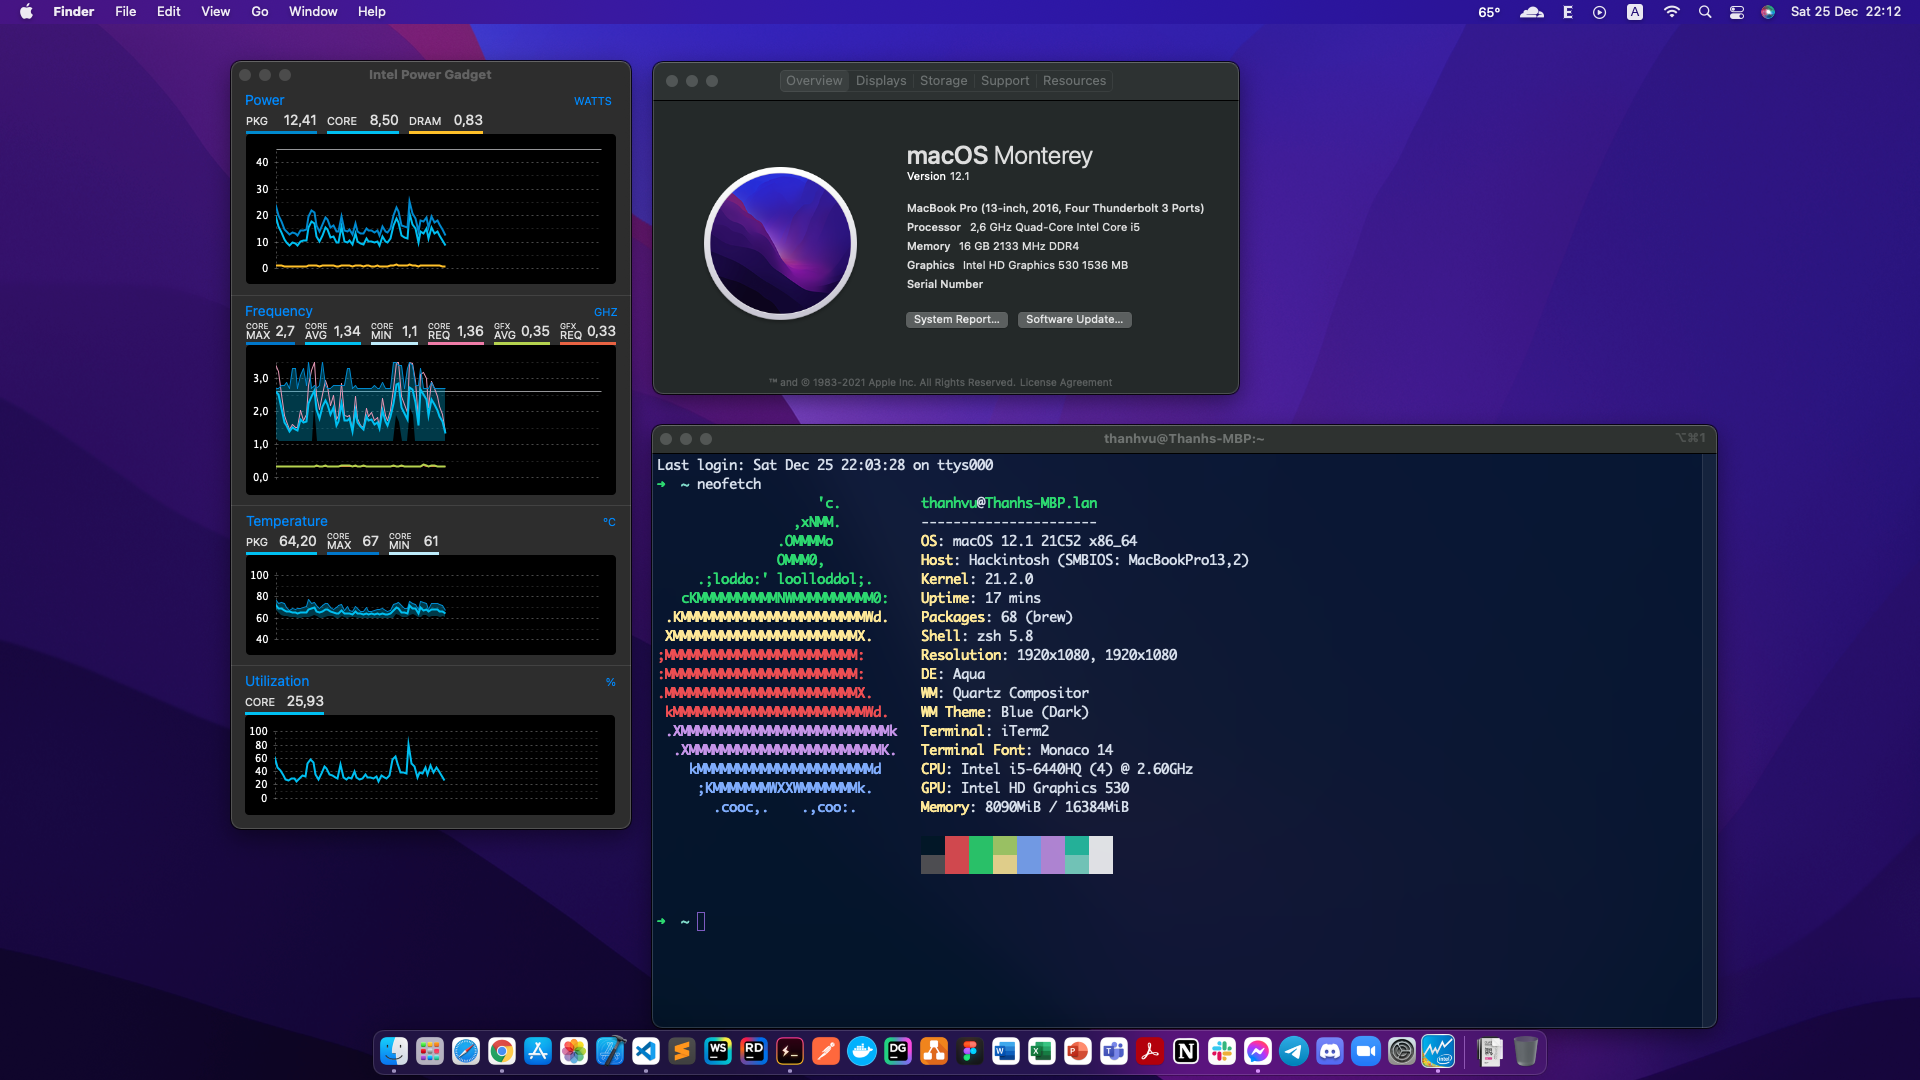 Finder File Edit View Go Window Help
65° E A Sat 25 Dec 22:12
Intel Power Gadget
Power WATTS
PKG 12,41 CORE 8,50 DRAM 0,83
40
30
20
10
0
Frequency GHZ
CORE MAX 2,7 CORE AVG 1,34 CORE MIN 1,1 CORE REQ 1,36 GFX AVG 0,35 GFX REQ 0,33
3,0
2,0
1,0
0,0
Temperature °C
PKG 64,20 CORE MAX 67 CORE MIN 61
100
80
60
40
Utilization %
CORE 25,93
100
80
60
40
20
0
Overview Displays Storage Support Resources
macOS Monterey
Version 12.1
MacBook Pro (13-inch, 2016, Four Thunderbolt 3 Ports)
Processor 2,6 GHz Quad-Core Intel Core i5
Memory 16 GB 2133 MHz DDR4
Graphics Intel HD Graphics 530 1536 MB
Serial Number
System Report... Software Update...
™ and © 1983-2021 Apple Inc. All Rights Reserved. License Agreement
thanhvu@Thanhs-MBP:~ ⌥⌘1
Last login: Sat Dec 25 22:03:28 on ttys000
➜ ~ neofetch
'c. thanhvu@Thanhs-MBP.lan
,xNMM. ----------------------
.OMMMMo OS: macOS 12.1 21C52 x86_64
OMMM0, Host: Hackintosh (SMBIOS: MacBookPro13,2)
.;loddo:' loolloddol;. Kernel: 21.2.0
cKMMMMMMMMMMNWMMMMMMMMMM0: Uptime: 17 mins
.KMMMMMMMMMMMMMMMMMMMMMMMWd. Packages: 68 (brew)
XMMMMMMMMMMMMMMMMMMMMMMMX. Shell: zsh 5.8
;MMMMMMMMMMMMMMMMMMMMMMMM: Resolution: 1920x1080, 1920x1080
:MMMMMMMMMMMMMMMMMMMMMMMM: DE: Aqua
.MMMMMMMMMMMMMMMMMMMMMMMMX. WM: Quartz Compositor
kMMMMMMMMMMMMMMMMMMMMMMMMWd. WM Theme: Blue (Dark)
.XMMMMMMMMMMMMMMMMMMMMMMMMMMk Terminal: iTerm2
.XMMMMMMMMMMMMMMMMMMMMMMMMK. Terminal Font: Monaco 14
kMMMMMMMMMMMMMMMMMMMMMMd CPU: Intel i5-6440HQ (4) @ 2.60GHz
;KMMMMMMMWXXWMMMMMMMk. GPU: Intel HD Graphics 530
.cooc,. .,coo:. Memory: 8090MiB / 16384MiB
➜ ~
WS RD DG W X P T N intel